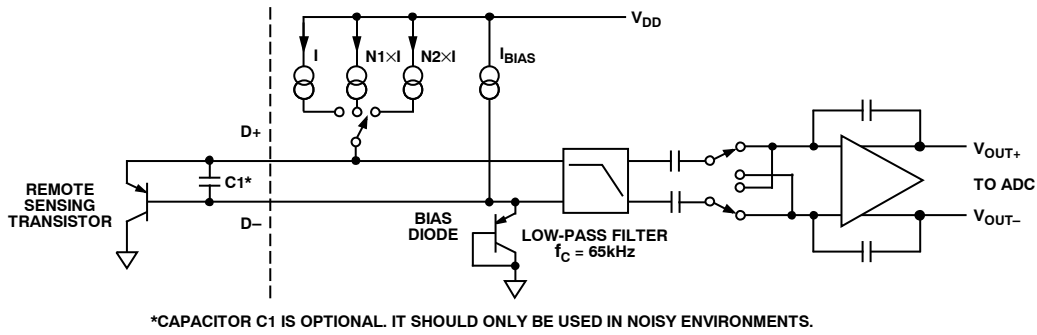 V_DD
I
N1×I
N2×I
I_BIAS
D+
C1*
REMOTE
SENSING
TRANSISTOR
D–
BIAS
DIODE
LOW-PASS FILTER
f_C = 65kHz
V_OUT+
TO ADC
V_OUT–
*CAPACITOR C1 IS OPTIONAL. IT SHOULD ONLY BE USED IN NOISY ENVIRONMENTS.